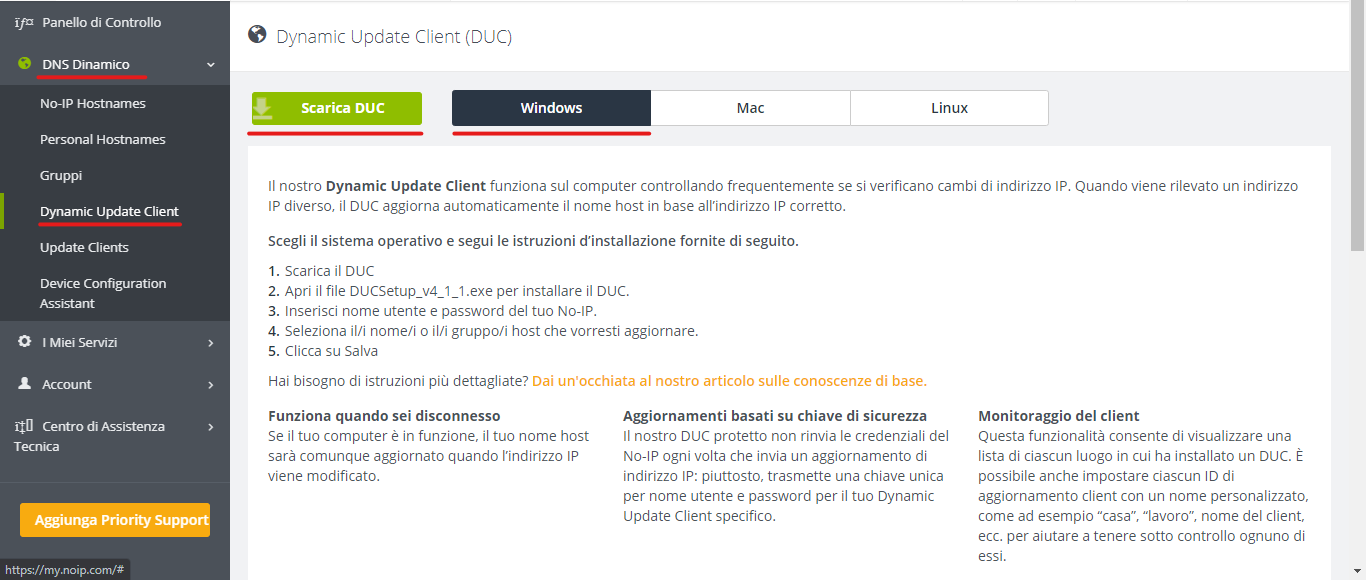 Panello di Controllo
DNS Dinamico
No-IP Hostnames
Personal Hostnames
Gruppi
Dynamic Update Client
Update Clients
Device Configuration
Assistant
I Miei Servizi
Account
Centro di Assistenza
Tecnica
Aggiunga Priority Support
https://my.noip.com/#
Dynamic Update Client (DUC)
Scarica DUC
Windows
Mac
Linux
Il nostro Dynamic Update Client funziona sul computer controllando frequentemente se si verificano cambi di indirizzo IP. Quando viene rilevato un indirizzo
IP diverso, il DUC aggiorna automaticamente il nome host in base all’indirizzo IP corretto.
Scegli il sistema operativo e segui le istruzioni d’installazione fornite di seguito.
1. Scarica il DUC
2. Apri il file DUCSetup_v4_1_1.exe per installare il DUC.
3. Inserisci nome utente e password del tuo No-IP.
4. Seleziona il/i nome/i o il/i gruppo/i host che vorresti aggiornare.
5. Clicca su Salva
Hai bisogno di istruzioni più dettagliate? Dai un'occhiata al nostro articolo sulle conoscenze di base.
Funziona quando sei disconnesso
Se il tuo computer è in funzione, il tuo nome host
sarà comunque aggiornato quando l’indirizzo IP
viene modificato.
Aggiornamenti basati su chiave di sicurezza
Il nostro DUC protetto non rinvia le credenziali del
No-IP ogni volta che invia un aggiornamento di
indirizzo IP: piuttosto, trasmette una chiave unica
per nome utente e password per il tuo Dynamic
Update Client specifico.
Monitoraggio del client
Questa funzionalità consente di visualizzare una
lista di ciascun luogo in cui ha installato un DUC. È
possibile anche impostare ciascun ID di
aggiornamento client con un nome personalizzato,
come ad esempio “casa”, “lavoro”, nome del client,
ecc. per aiutare a tenere sotto controllo ognuno di
essi.